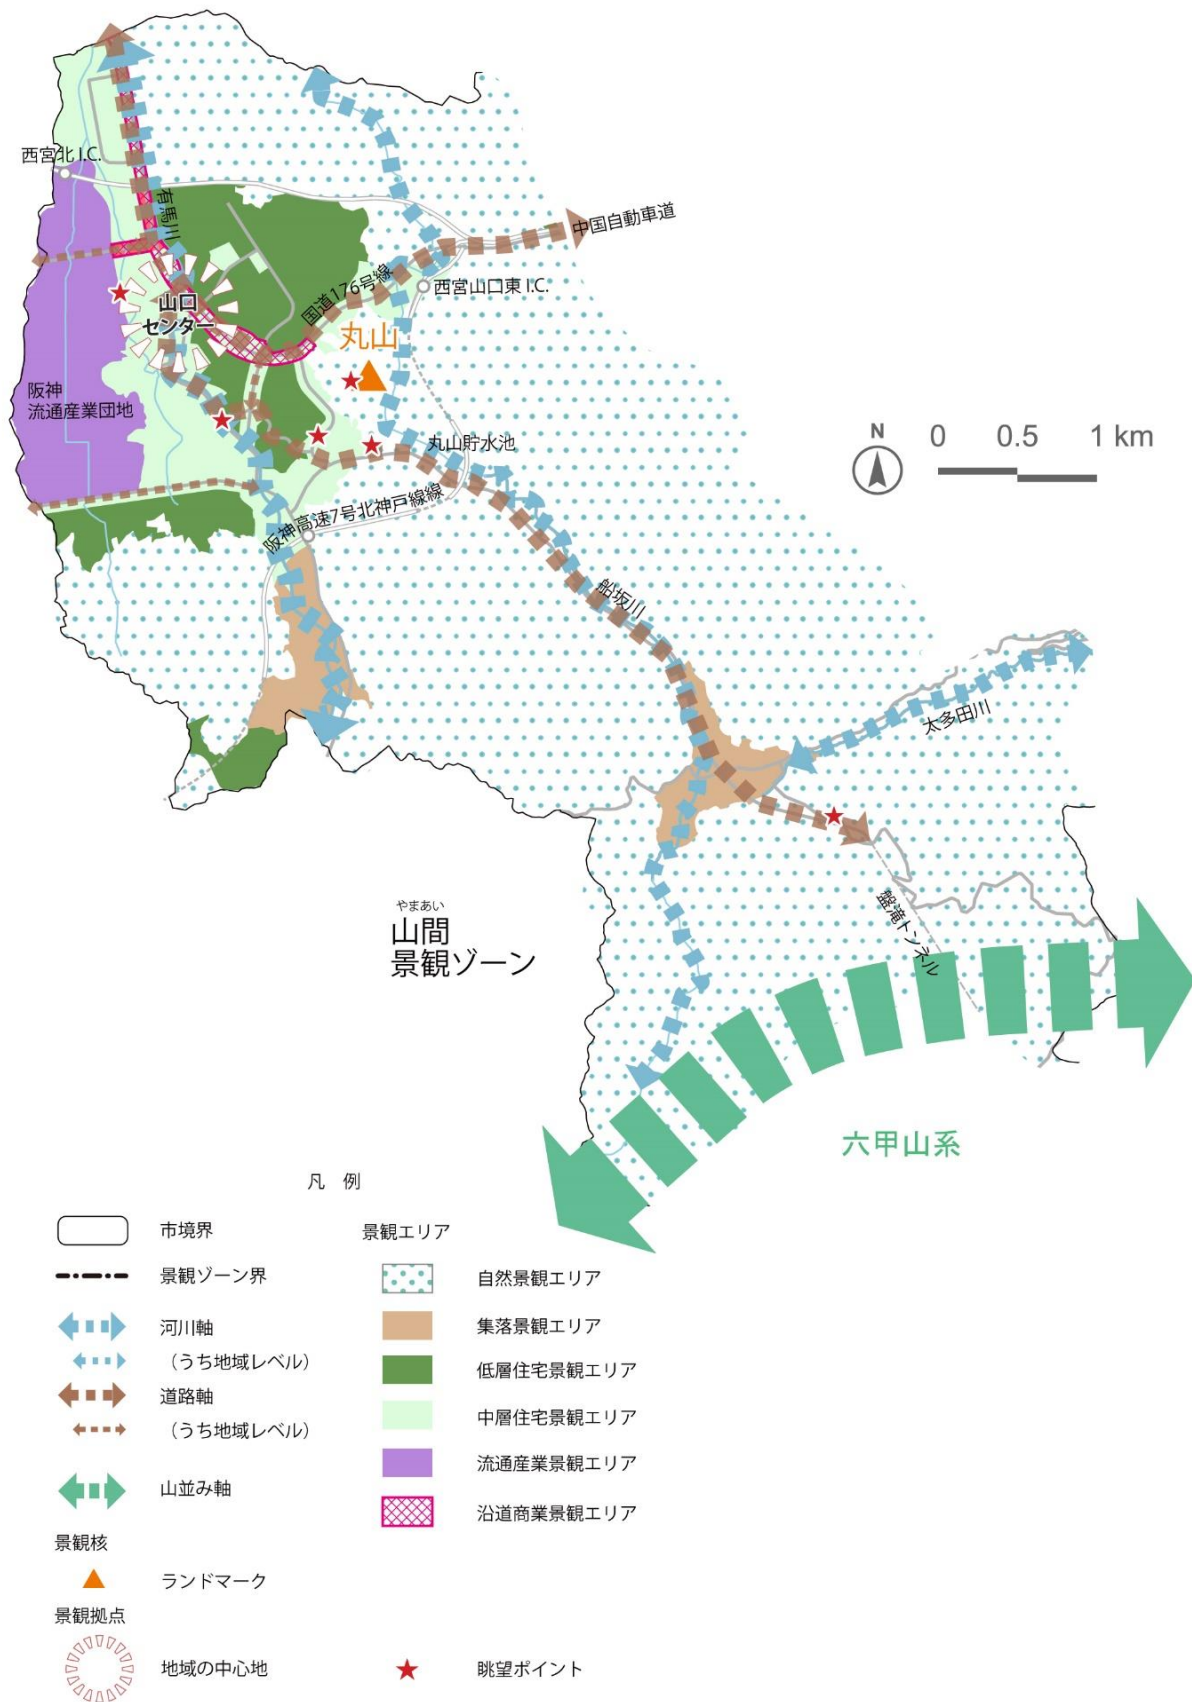 西宮北 I.C.
有馬川
中国自動車道
国道176号線
西宮山口東 I.C.
山口
センター
丸山
阪神
流通産業団地
丸山貯水池
N
0 0.5 1 km
阪神高速7号北神戸線線
船坂川
太多田川
盤滝トンネル
やまあい
山間
景観ゾーン
六甲山系
凡 例
市境界
景観ゾーン界
河川軸
（うち地域レベル）
道路軸
（うち地域レベル）
山並み軸
景観核
ランドマーク
景観拠点
地域の中心地
景観エリア
自然景観エリア
集落景観エリア
低層住宅景観エリア
中層住宅景観エリア
流通産業景観エリア
沿道商業景観エリア
眺望ポイント